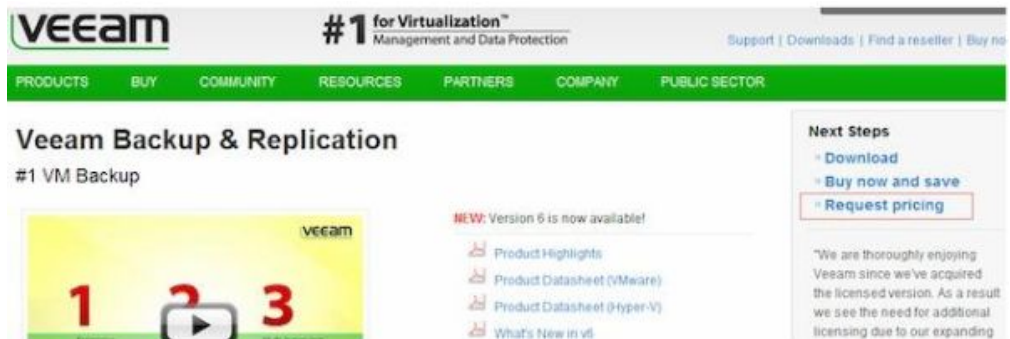 veeam
#1 for Virtualization™
Management and Data Protection
Support | Downloads | Find a reseller | Buy no
PRODUCTS BUY COMMUNITY RESOURCES PARTNERS COMPANY PUBLIC SECTOR
Veeam Backup & Replication
#1 VM Backup
veeam
1 2 3
NEW: Version 6 is now available!
Product Highlights
Product Datasheet (VMware)
Product Datasheet (Hyper-V)
What's New in v6
Next Steps
Download
Buy now and save
Request pricing
"We are thoroughly enjoying
Veeam since we've acquired
the licensed version. As a result
we see the need for additional
licensing due to our expanding